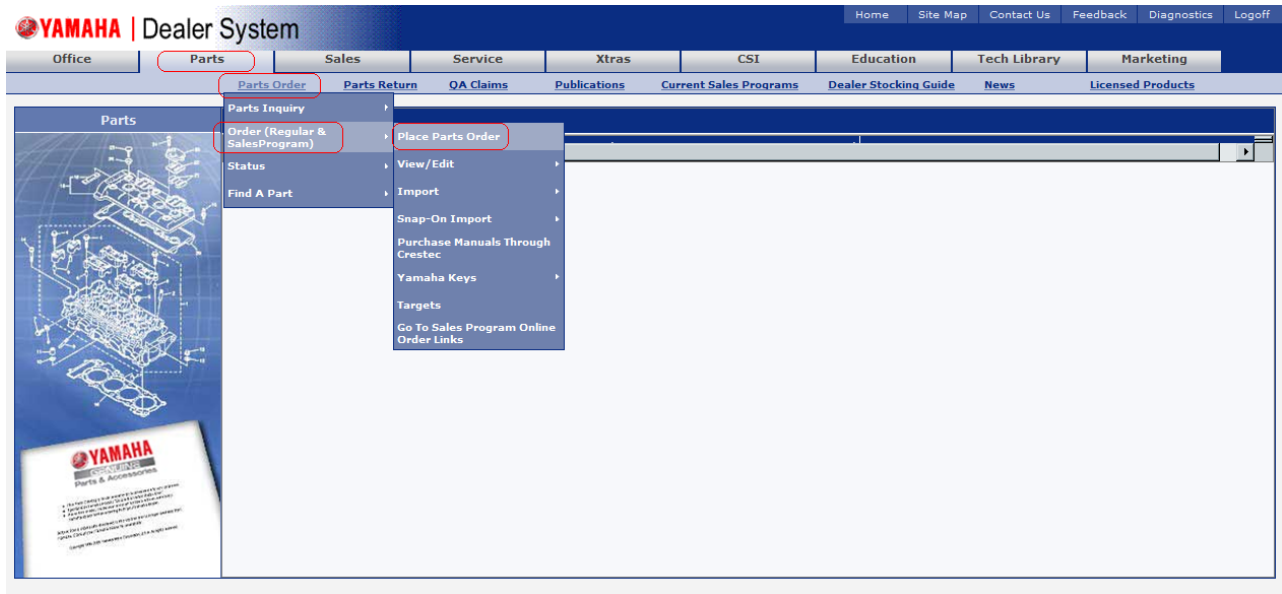 Home Site Map Contact Us Feedback Diagnostics Logoff
YAMAHA | Dealer System
Office Parts Sales Service Xtras CSI Education Tech Library Marketing
Parts Order Parts Return QA Claims Publications Current Sales Programs Dealer Stocking Guide News Licensed Products
Parts
Parts Inquiry
Order (Regular &
SalesProgram)
Status
Find A Part
Place Parts Order
View/Edit
Import
Snap-On Import
Purchase Manuals Through
Crestec
Yamaha Keys
Targets
Go To Sales Program Online
Order Links
YAMAHA
GENUINE
Parts & Accessories